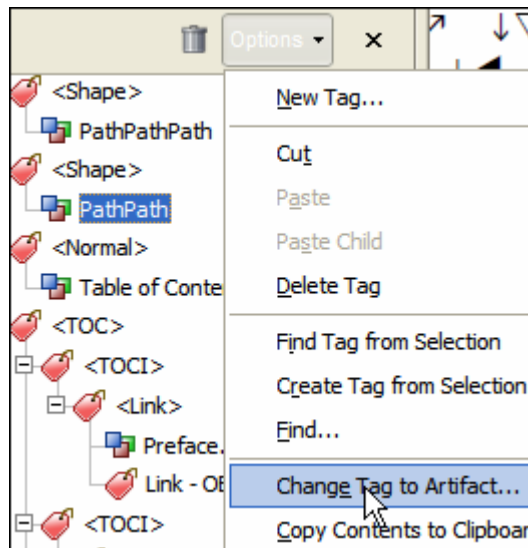 Options
<Shape>
PathPathPath
<Shape>
PathPath
<Normal>
Table of Conte
<TOC>
<TOCI>
<Link>
Preface.
Link - OB
<TOCI>
New Tag...
Cut
Paste
Paste Child
Delete Tag
Find Tag from Selection
Create Tag from Selection
Find...
Change Tag to Artifact...
Copy Contents to Clipboar